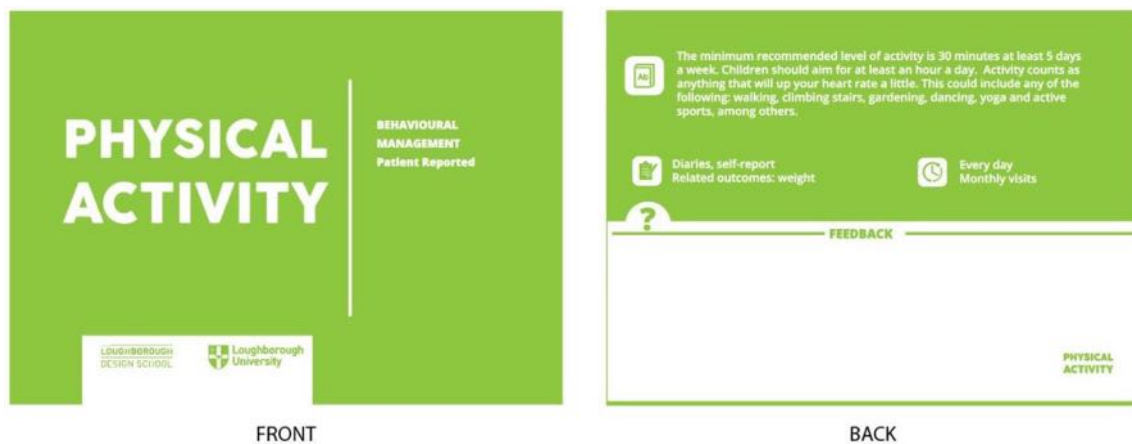 PHYSICAL
ACTIVITY
BEHAVIOURAL
MANAGEMENT
Patient Reported
LOUGHBOROUGH
DESIGN SCHOOL
Loughborough
University
FRONT
The minimum recommended level of activity is 30 minutes at least 5 days
a week. Children should aim for at least an hour a day. Activity counts as
anything that will up your heart rate a little. This could include any of the
following: walking, climbing stairs, gardening, dancing, yoga and active
sports, among others.
Diaries, self-report
Related outcomes: weight
Every day
Monthly visits
?
FEEDBACK
PHYSICAL
ACTIVITY
BACK